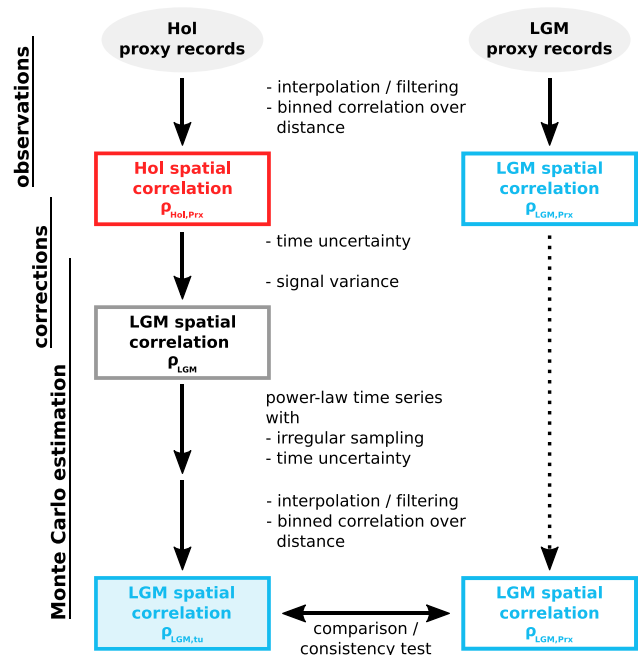 observations
corrections
Monte Carlo estimation
Hol
proxy records
LGM
proxy records
- interpolation / filtering
- binned correlation over
distance
Hol spatial
correlation
ρHol,Prx
LGM spatial
correlation
ρLGM,Prx
- time uncertainty
- signal variance
LGM spatial
correlation
ρLGM
power-law time series
with
- irregular sampling
- time uncertainty
- interpolation / filtering
- binned correlation over
distance
LGM spatial
correlation
ρLGM,tu
comparison /
consistency test
LGM spatial
correlation
ρLGM,Prx